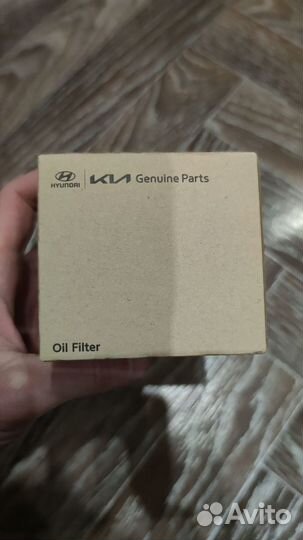 HYUNDAI KIA Genuine Parts
Oil Filter
Avito